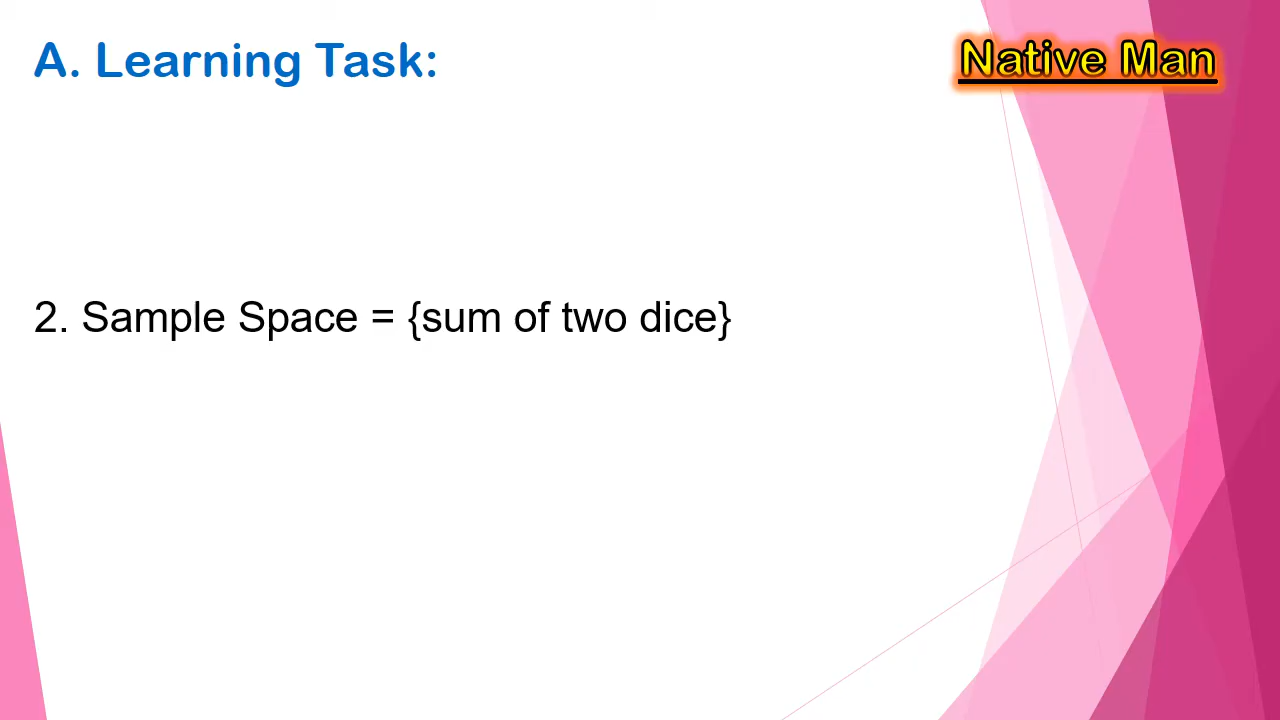 A. Learning Task:
Native Man
2. Sample Space = {sum of two dice}